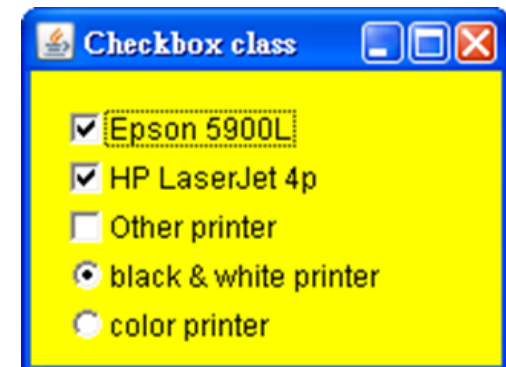 Checkbox class
Epson 5900L
HP LaserJet 4p
Other printer
black & white printer
color printer